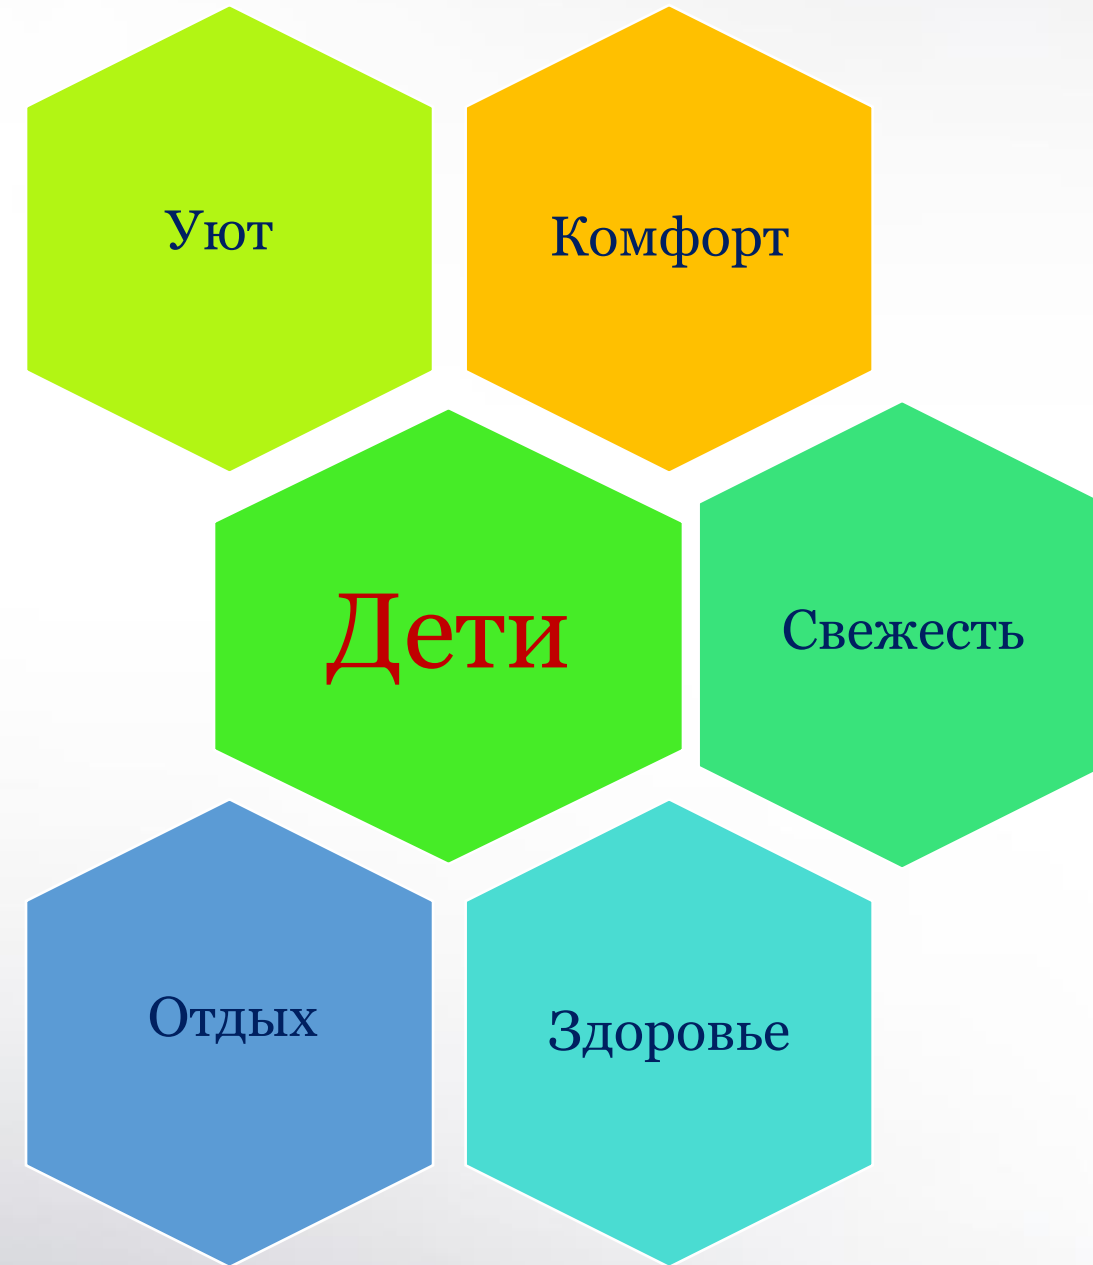 Уют
Комфорт
Дети
Свежесть
Отдых
Здоровье